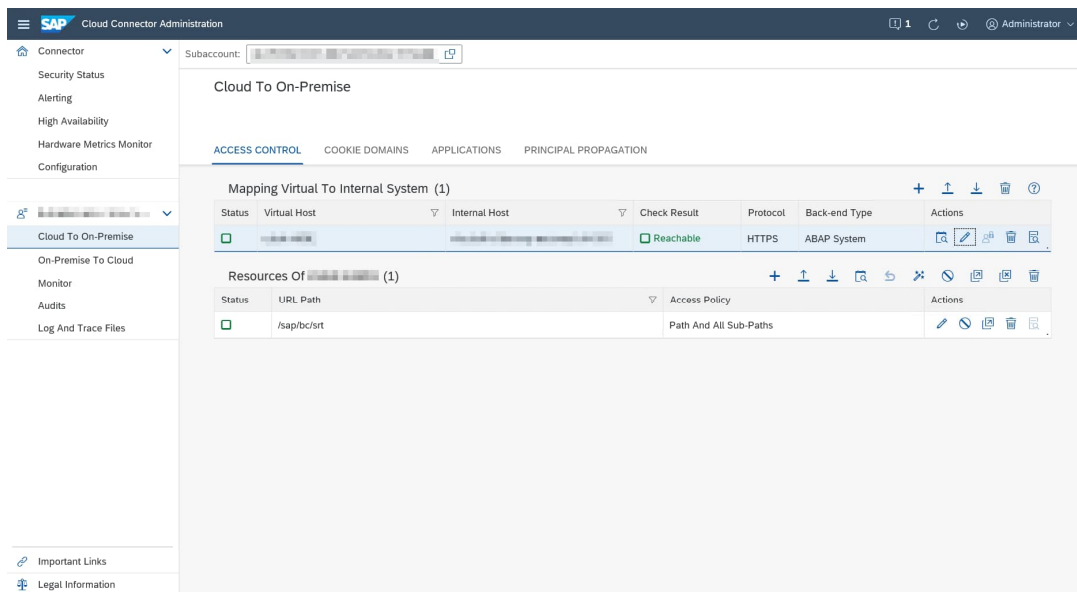 SAP Cloud Connector Administration 1 Administrator
Connector
Security Status
Alerting
High Availability
Hardware Metrics Monitor
Configuration
Cloud To On-Premise
On-Premise To Cloud
Monitor
Audits
Log And Trace Files
Important Links
Legal Information
Subaccount:
Cloud To On-Premise
ACCESS CONTROL COOKIE DOMAINS APPLICATIONS PRINCIPAL PROPAGATION
Mapping Virtual To Internal System (1)
Status Virtual Host Internal Host Check Result Protocol Back-end Type Actions
Reachable HTTPS ABAP System
Resources Of (1)
Status URL Path Access Policy Actions
/sap/bc/srt Path And All Sub-Paths